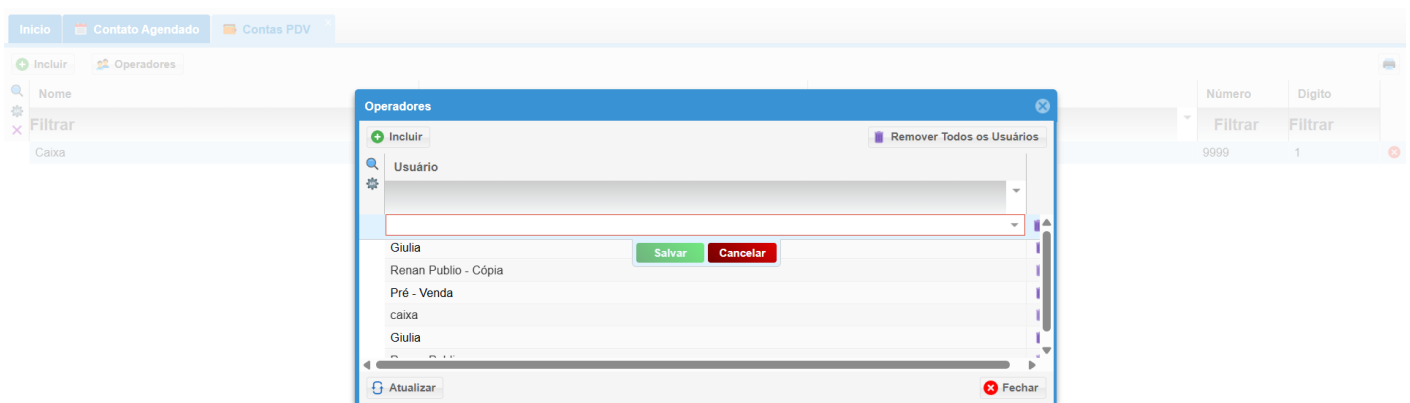 Início Contato Agendado Contas PDV
Incluir Operadores
Nome Número Dígito
Filtrar Filtrar Filtrar
Caixa 9999 1
Operadores
Incluir Remover Todos os Usuários
Usuário
Giulia
Salvar Cancelar
Renan Publio - Cópia
Pré - Venda
caixa
Giulia
Atualizar Fechar